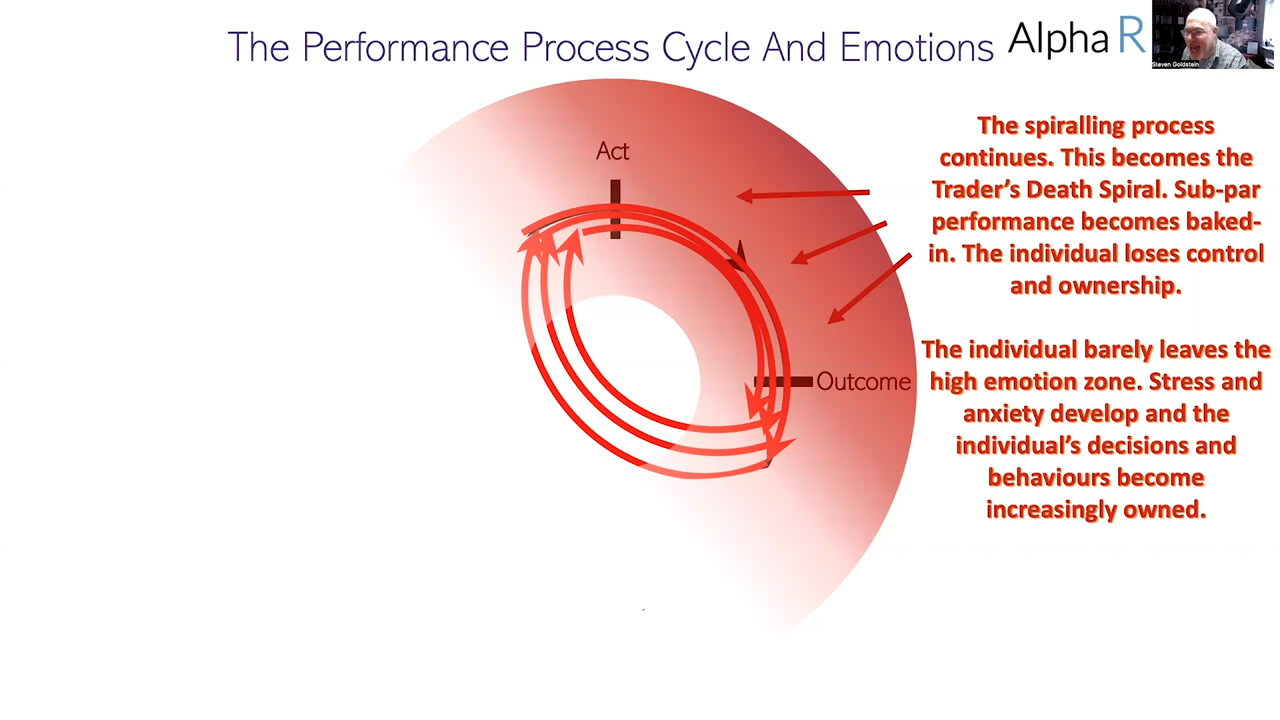 The Performance Process Cycle And Emotions
Alpha R
Steven Goldstein
The spiralling process
continues. This becomes the
Trader's Death Spiral. Sub-par
performance becomes baked-
in. The individual loses control
and ownership.
Act
Outcome
The individual barely leaves the
high emotion zone. Stress and
anxiety develop and the
individual's decisions and
behaviours become
increasingly owned.